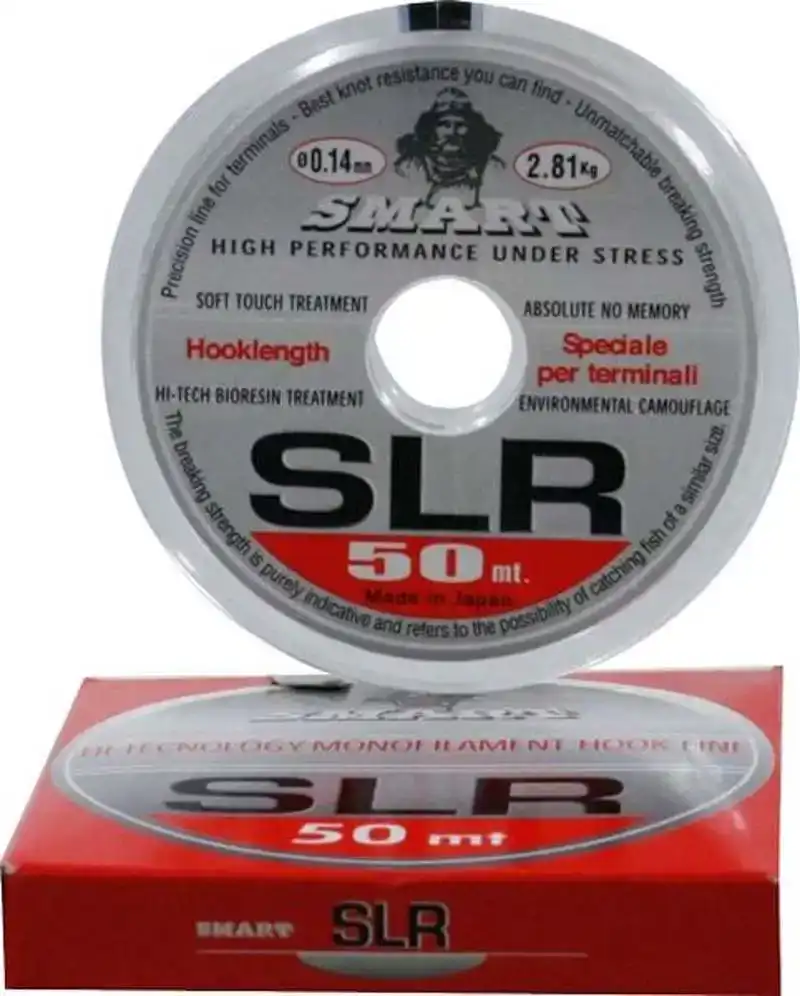 Precision line for terminals - Best knot resistance you can find - Unmatchable breaking strength
Ø0.14mm
2.81Kg
SMART
HIGH PERFORMANCE UNDER STRESS
SOFT TOUCH TREATMENT
ABSOLUTE NO MEMORY
Hooklength
Speciale
per terminali
HI-TECH BIORESIN TREATMENT
ENVIRONMENTAL CAMOUFLAGE
SLR
50 mt.
Made in Japan
The breaking strength is purely indicative and refers to the possibility of catching fish of a similar size.
SMART
HI-TECNOLOGY MONOFILAMENT HOOK LINE
SLR
50 mt
SMART SLR